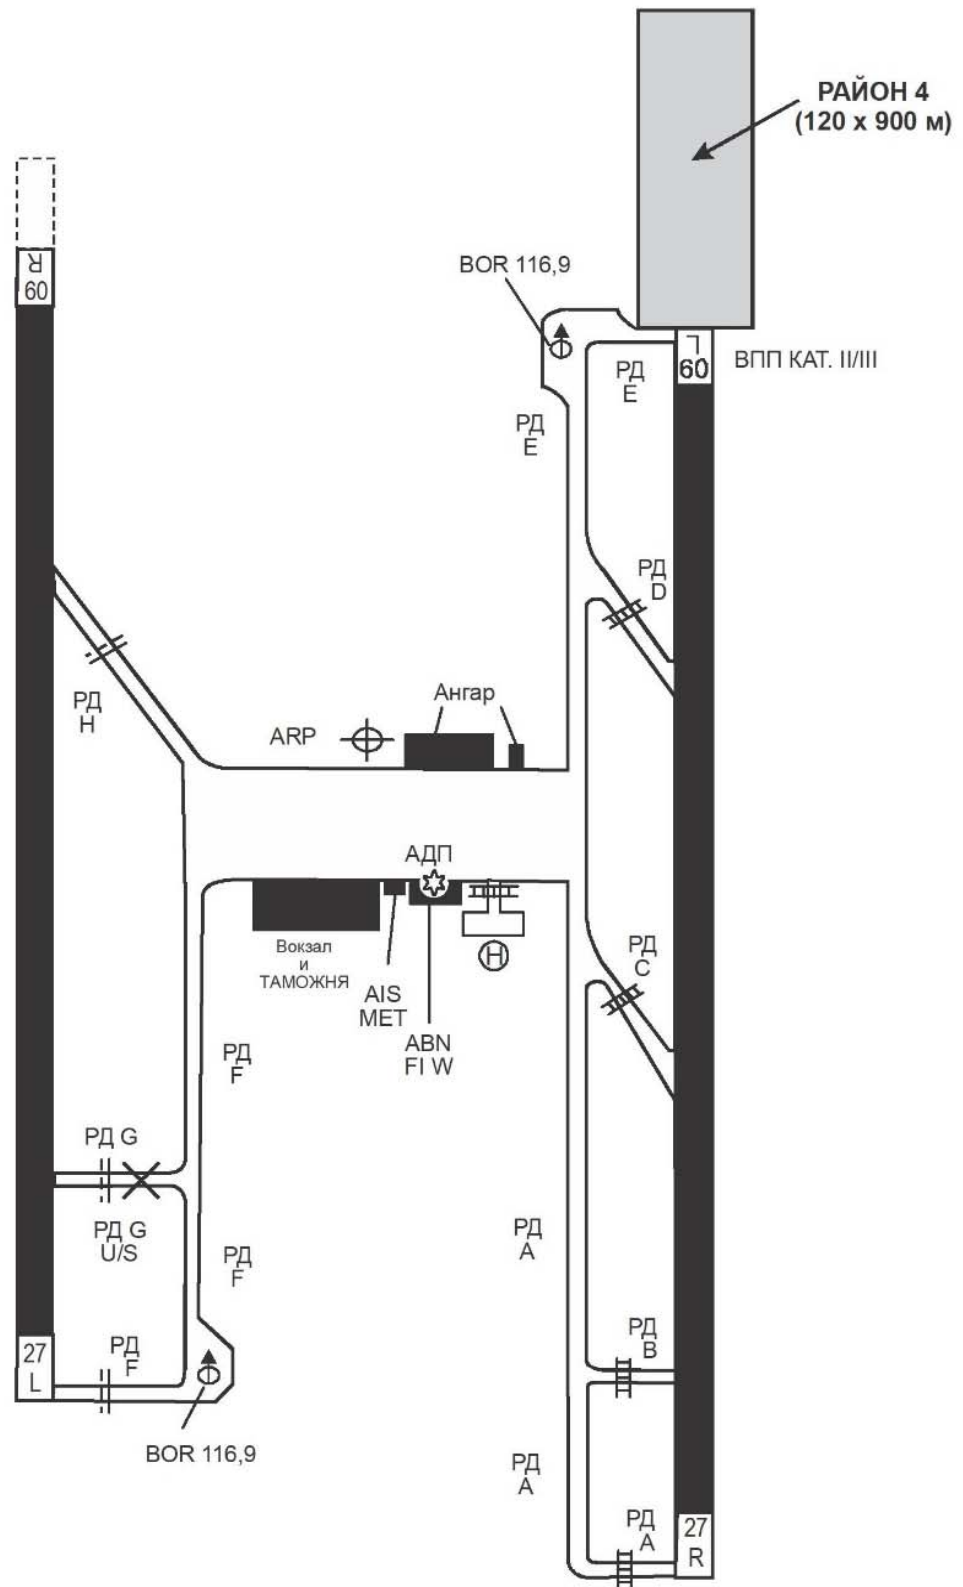 РАЙОН 4
(120 x 900 м)
BOR 116,9
R
09
L
09
ВПП КАТ. II/III
РД
E
РД
E
РД
D
РД
H
Ангар
ARP
АДП
Вокзал
и
ТАМОЖНЯ
H
AIS
MET
ABN
FI W
РД
C
РД
F
РД G
РД G
U/S
РД
F
РД
A
РД
B
27
L
РД
F
BOR 116,9
РД
A
РД
A
27
R